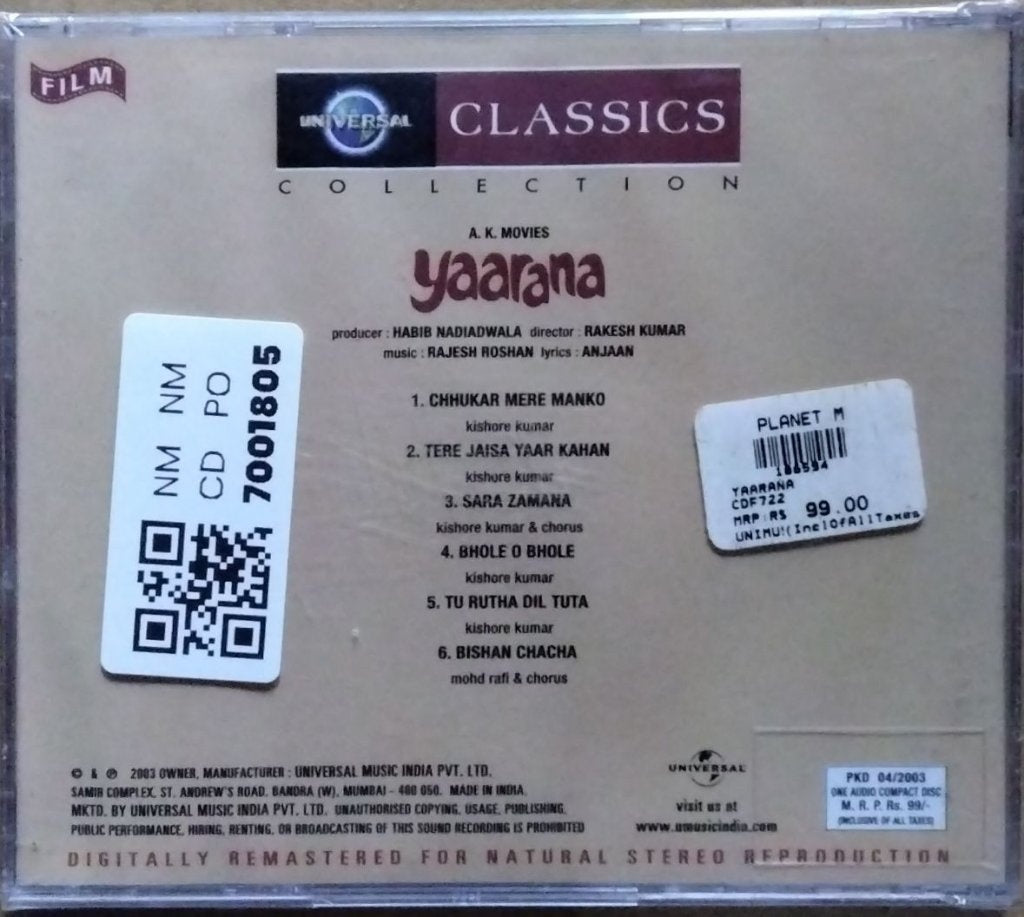 FILM
UNIVERSAL
CLASSICS
COLLECTION
A. K. MOVIES
yaarana
producer : HABIB NADIADWALA director : RAKESH KUMAR
music : RAJESH ROSHAN lyrics : ANJAAN
1. CHHUKAR MERE MANKO
kishore kumar
2. TERE JAISA YAAR KAHAN
kishore kumar
3. SARA ZAMANA
kishore kumar & chorus
4. BHOLE O BHOLE
kishore kumar
5. TU RUTHA DIL TUTA
kishore kumar
6. BISHAN CHACHA
mohd rafi & chorus
NM NM
CD PO
7001805
PLANET M
YAARANA
CDF722
MRP:RS 99.00
(InclofAllTaxes
© & ℗ 2003 OWNER, MANUFACTURER : UNIVERSAL MUSIC INDIA PVT. LTD.
SAMIR COMPLEX, ST. ANDREW'S ROAD, BANDRA (W), MUMBAI - 400 050. MADE IN INDIA.
MKTD. BY UNIVERSAL MUSIC INDIA PVT. LTD. UNAUTHORISED COPYING, USAGE, PUBLISHING,
PUBLIC PERFORMANCE, HIRING, RENTING, OR BROADCASTING OF THIS SOUND RECORDING IS PROHIBITED
UNIVERSAL
visit us at
www.umusicindia.com
PKD 04/2003
ONE AUDIO COMPACT DISC
M. R. P. Rs. 99/-
(INCLUSIVE OF ALL TAXES)
DIGITALLY REMASTERED FOR NATURAL STEREO REPRODUCTION